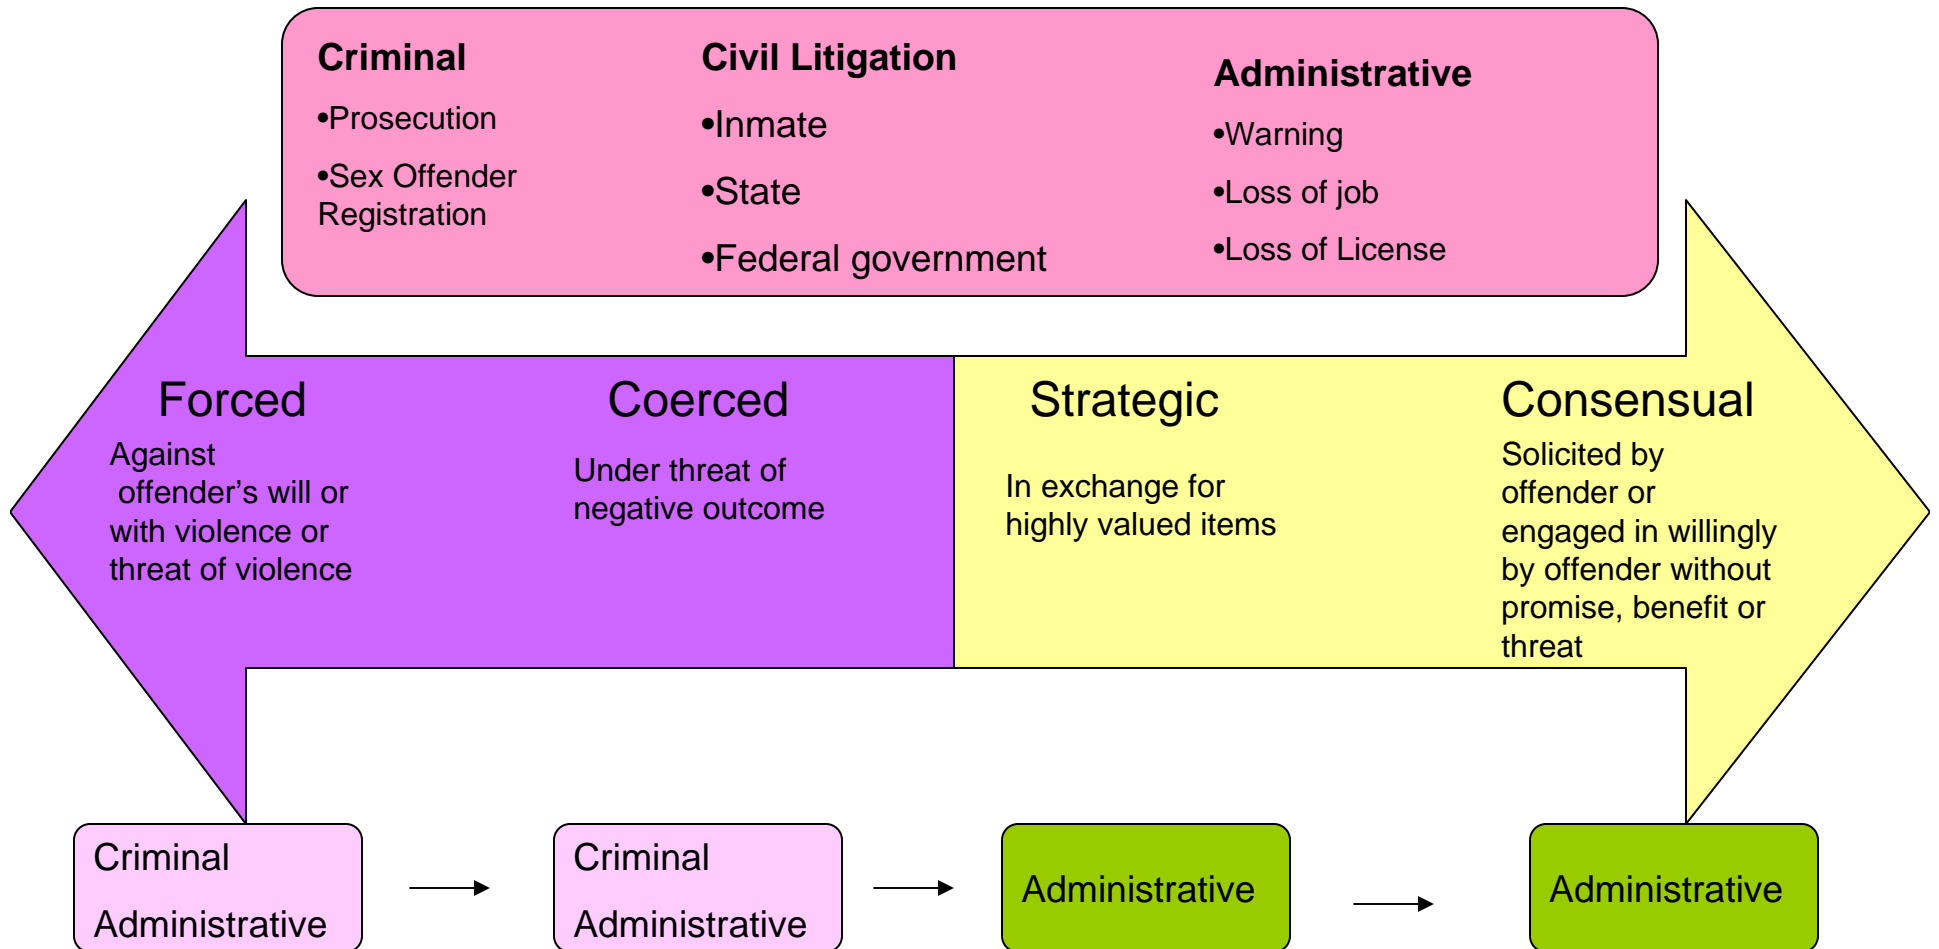 Criminal
•Prosecution
•Sex Offender
Registration
Civil Litigation
•Inmate
•State
•Federal government
Administrative
•Warning
•Loss of job
•Loss of License
Forced
Against
offender’s will or
with violence or
threat of violence
Coerced
Under threat of
negative outcome
Strategic
In exchange for
highly valued items
Consensual
Solicited by
offender or
engaged in willingly
by offender without
promise, benefit or
threat
Criminal
Administrative
Criminal
Administrative
Administrative
Administrative